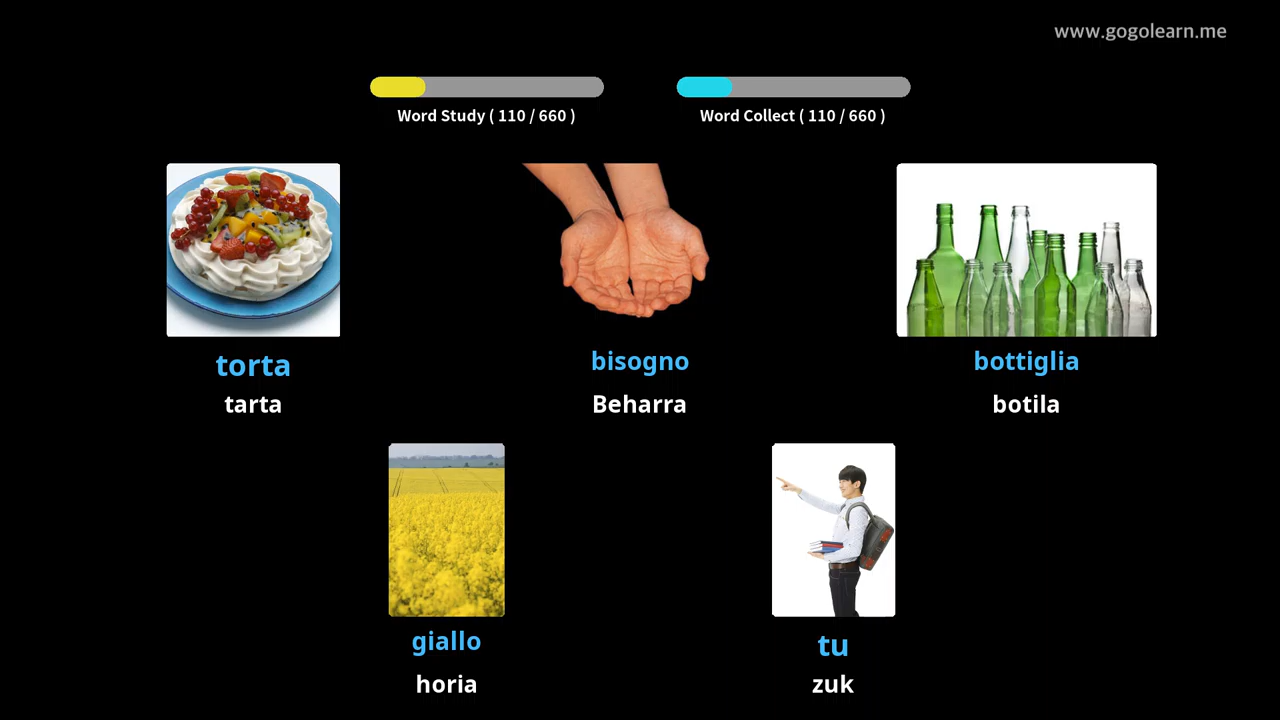 www.gogolearn.me
Word Study ( 110 / 660 )
Word Collect ( 110 / 660 )
torta
tarta
bisogno
Beharra
bottiglia
botila
giallo
horia
tu
zuk